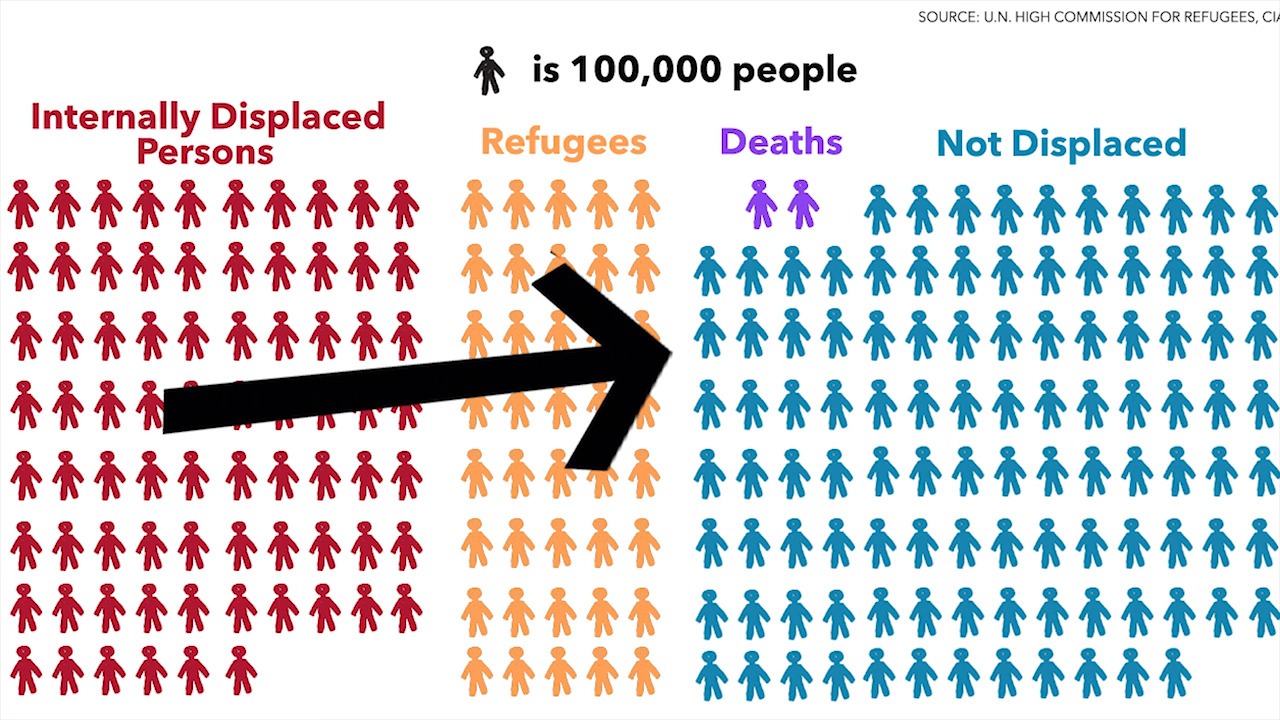 SOURCE: U.N. HIGH COMMISSION FOR REFUGEES, CIA
is 100,000 people
Internally Displaced
Persons
Refugees
Deaths
Not Displaced